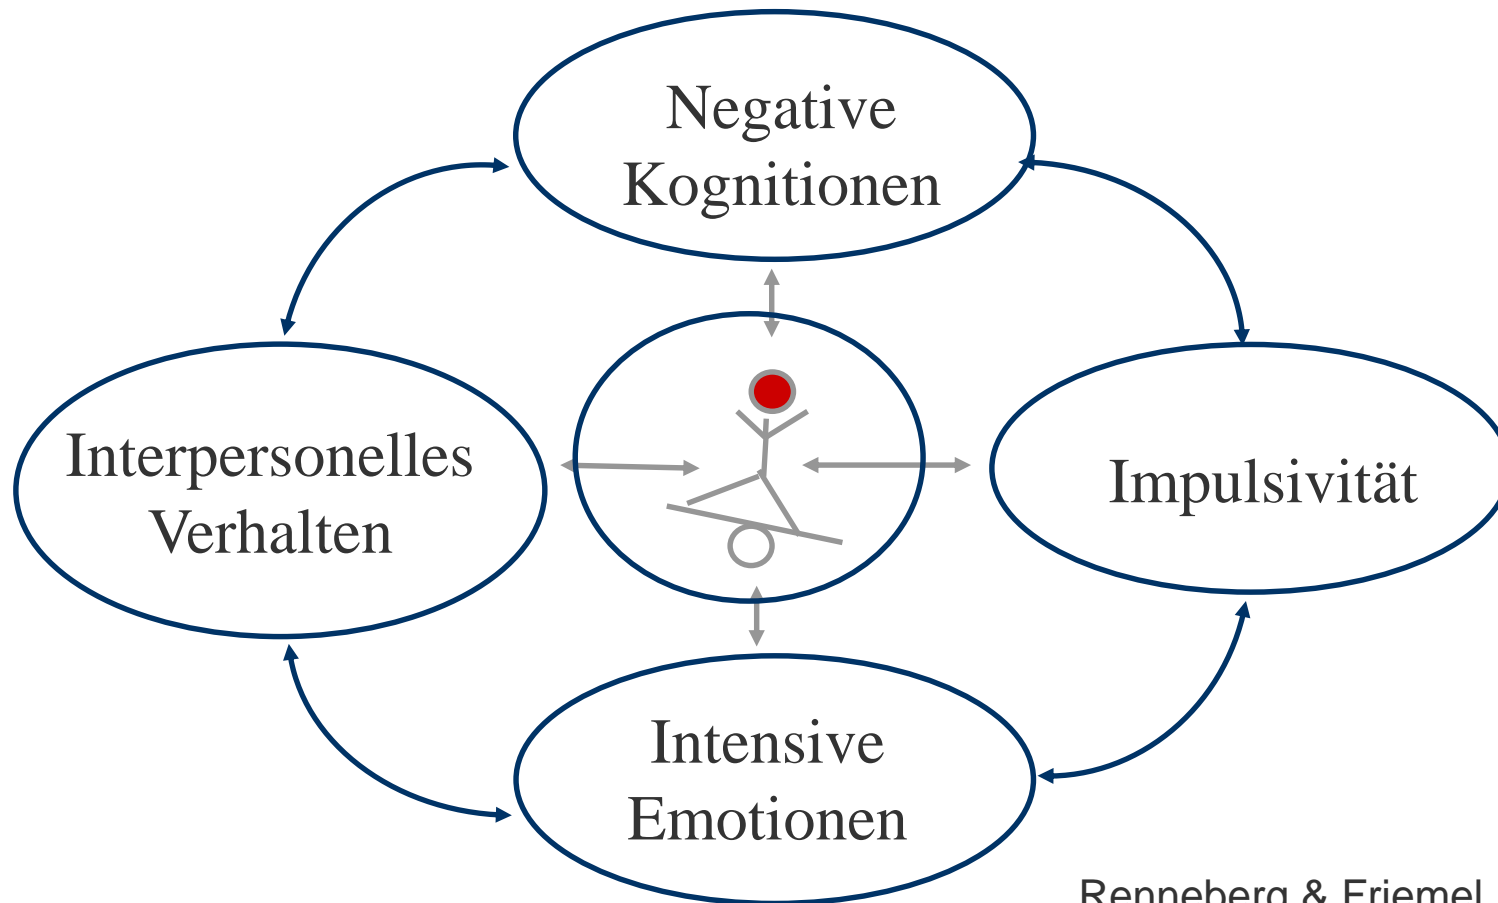 Negative
Kognitionen
Interpersonelles
Verhalten
Impulsivität
Intensive
Emotionen
Renneberg & Friemel